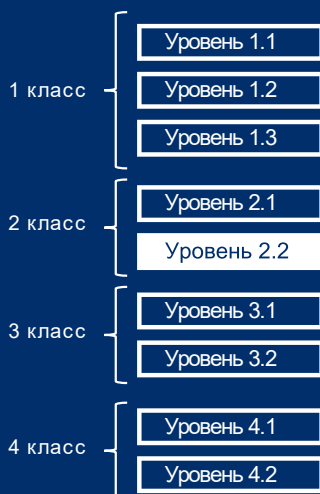 1 класс
Уровень 1.1
Уровень 1.2
Уровень 1.3
2 класс
Уровень 2.1
Уровень 2.2
3 класс
Уровень 3.1
Уровень 3.2
4 класс
Уровень 4.1
Уровень 4.2